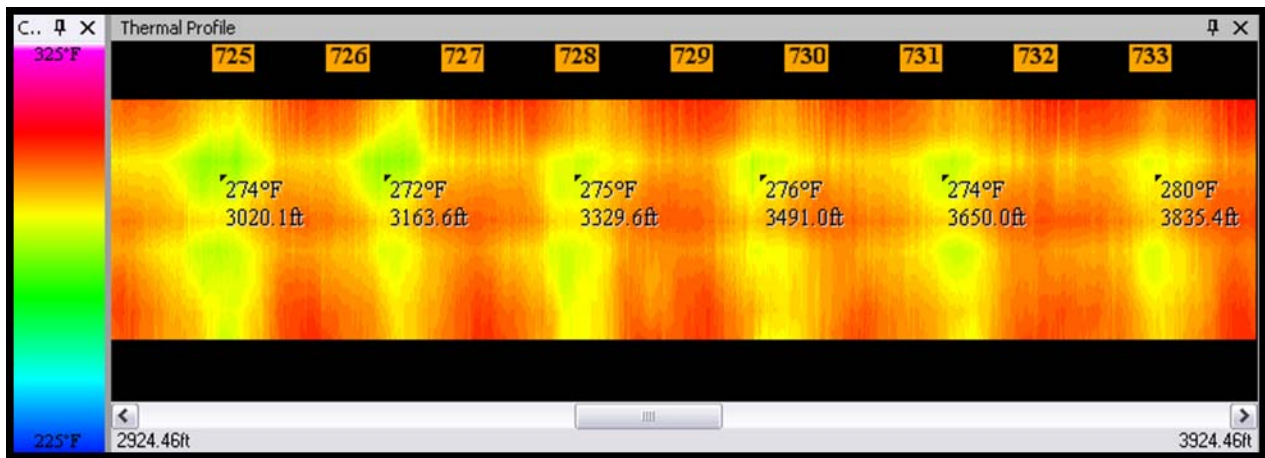 C..
Thermal Profile
325°F
725 726 727 728 729 730 731 732 733
274°F 272°F 275°F 276°F 274°F 280°F
3020.1ft 3163.6ft 3329.6ft 3491.0ft 3650.0ft 3835.4ft
225°F
2924.46ft 3924.46ft